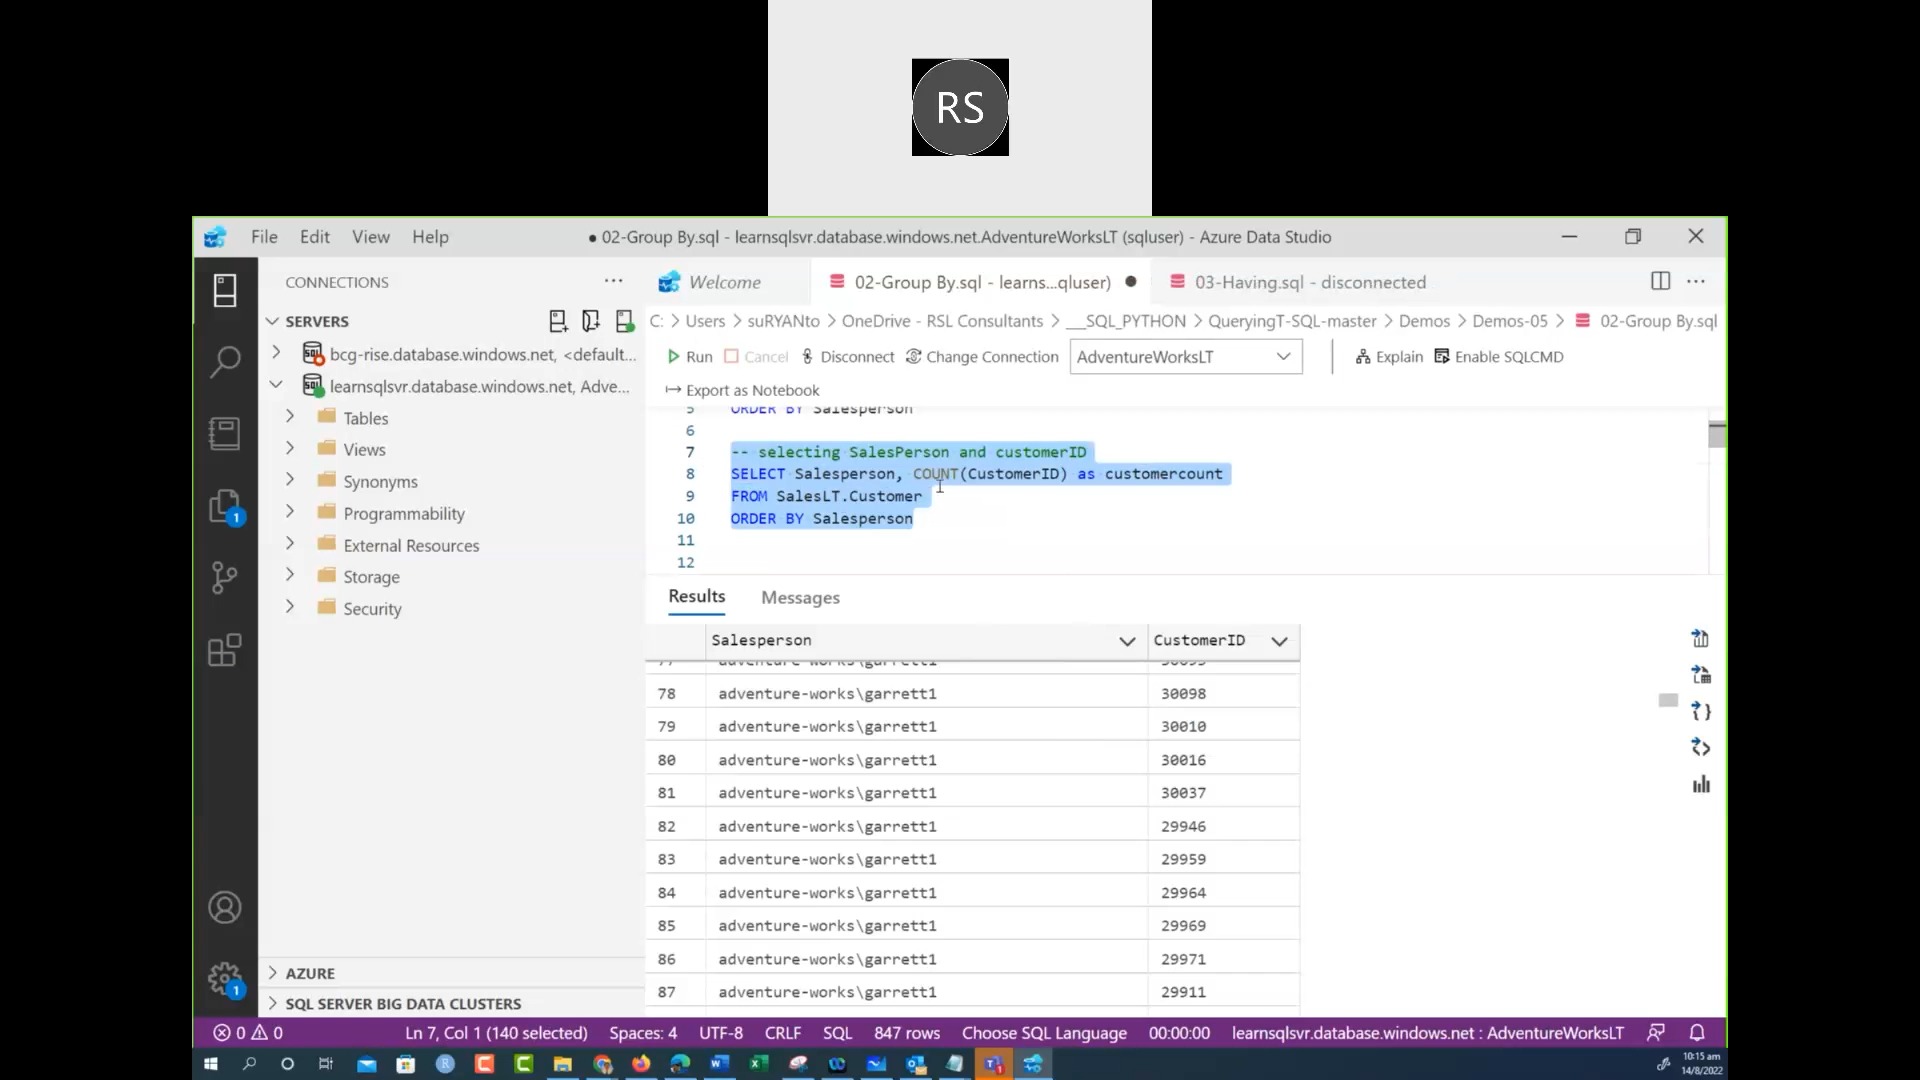 RS
File Edit View Help
● 02-Group By.sql - learnsqlsvr.database.windows.net.AdventureWorksLT (sqluser) - Azure Data Studio
CONNECTIONS
Welcome
02-Group By.sql - learns...qluser) ●
03-Having.sql - disconnected
SERVERS
C: > Users > suRYANto > OneDrive - RSL Consultants > __SQL_PYTHON > QueryingT-SQL-master > Demos > Demos-05 > 02-Group By.sql
bcg-rise.database.windows.net, <default...
Run Cancel Disconnect Change Connection AdventureWorksLT Explain Enable SQLCMD
learnsqlsvr.database.windows.net, Adve...
Export as Notebook
Tables
Views
Synonyms
Programmability
External Resources
Storage
Security
5 ORDER BY Salesperson
6
7 -- selecting SalesPerson and customerID
8 SELECT Salesperson, COUNT(CustomerID) as customercount
9 FROM SalesLT.Customer
10 ORDER BY Salesperson
11
12
1
Results Messages
Salesperson CustomerID
77 adventure-works\garrett1
78 adventure-works\garrett1 30098
79 adventure-works\garrett1 30010
80 adventure-works\garrett1 30016
81 adventure-works\garrett1 30037
82 adventure-works\garrett1 29946
83 adventure-works\garrett1 29959
84 adventure-works\garrett1 29964
85 adventure-works\garrett1 29969
86 adventure-works\garrett1 29971
87 adventure-works\garrett1 29911
AZURE
1
SQL SERVER BIG DATA CLUSTERS
0 0 Ln 7, Col 1 (140 selected) Spaces: 4 UTF-8 CRLF SQL 847 rows Choose SQL Language 00:00:00 learnsqlsvr.database.windows.net : AdventureWorksLT
10:15 am
14/8/2022